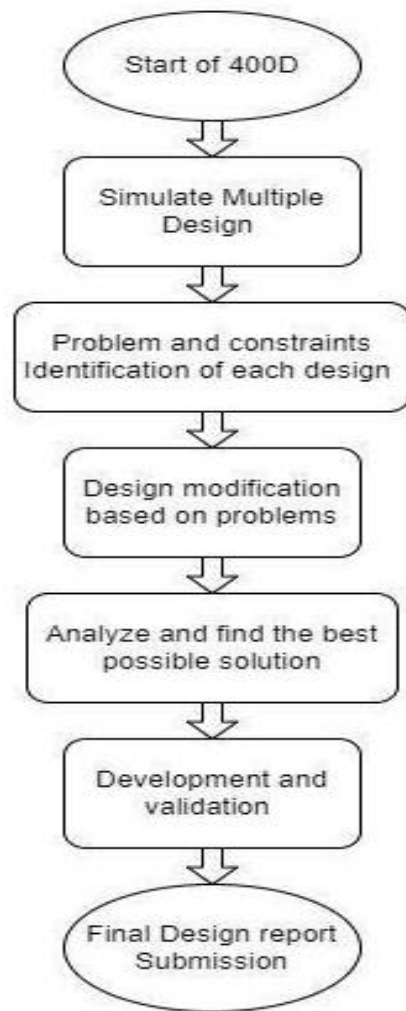 Start of 400D
Simulate Multiple
Design
Problem and constraints
Identification of each design
Design modification
based on problems
Analyze and find the best
possible solution
Development and
validation
Final Design report
Submission